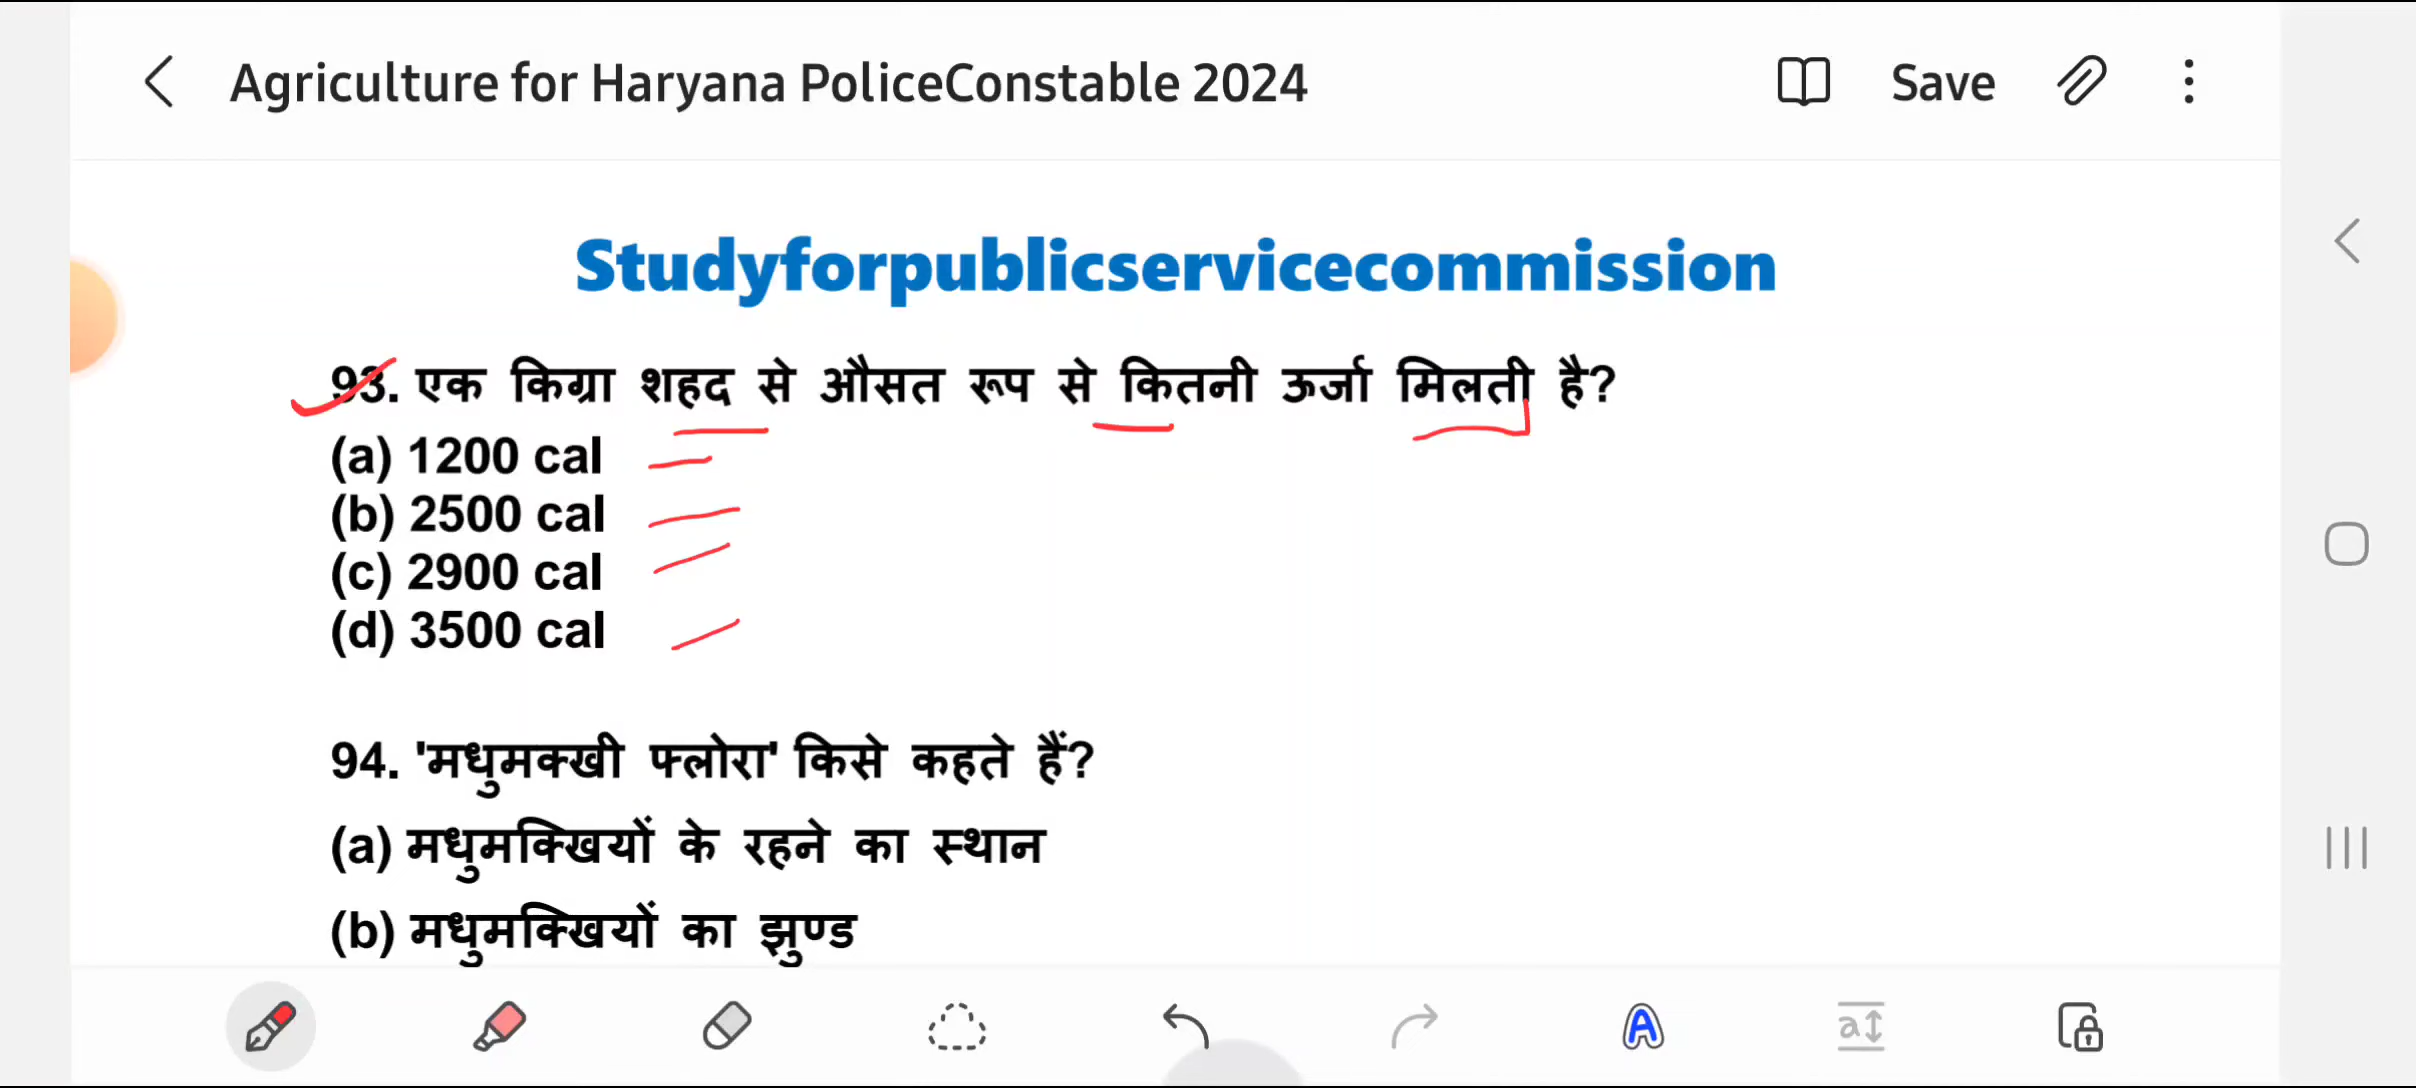 Agriculture for Haryana PoliceConstable 2024
Save
Studyforpublicservicecommission
93. एक किग्रा शहद से औसत रूप से कितनी ऊर्जा मिलती है?
(a) 1200 cal
(b) 2500 cal
(c) 2900 cal
(d) 3500 cal
94. 'मधुमक्खी फ्लोरा' किसे कहते हैं?
(a) मधुमक्खियों के रहने का स्थान
(b) मधुमक्खियों का झुण्ड
A
a